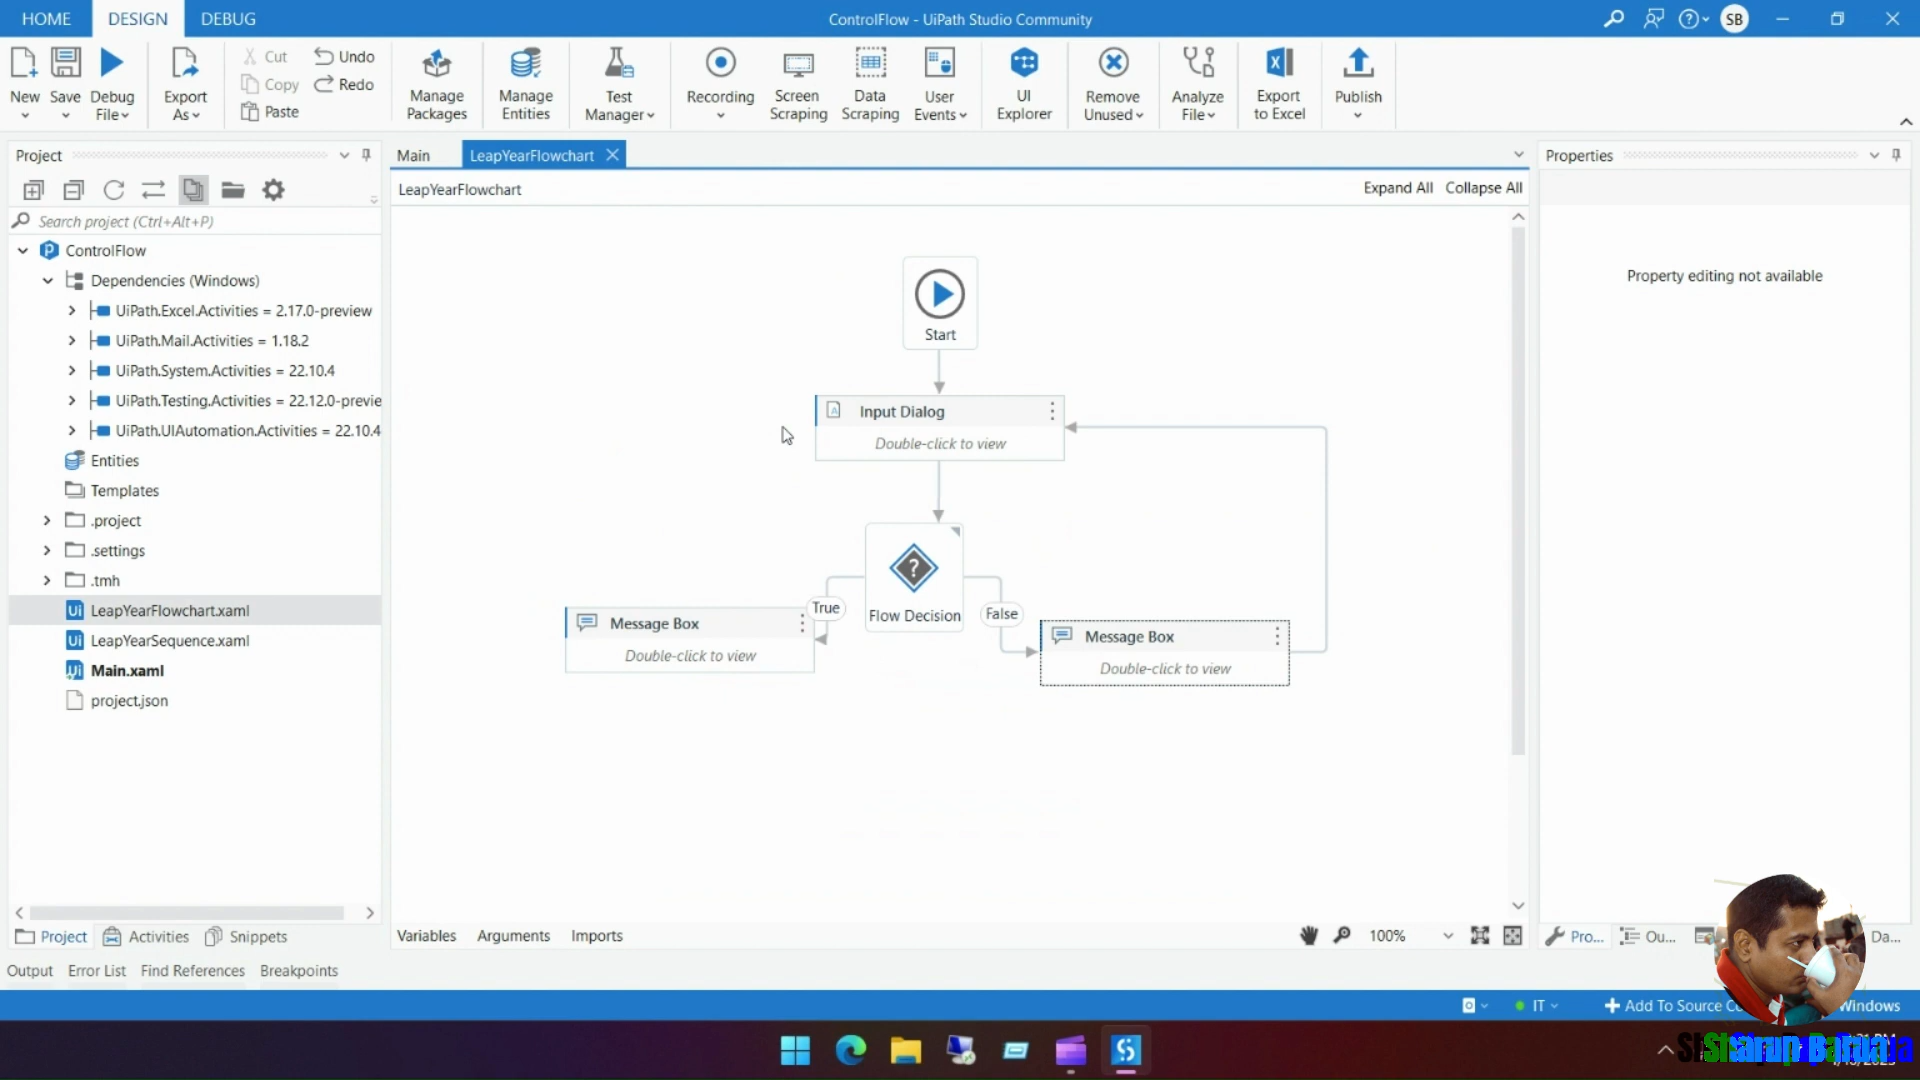 HOME DESIGN DEBUG ControlFlow - UiPath Studio Community SB
New Save Debug File Export As Cut Copy Paste Undo Redo Manage Packages Manage Entities Test Manager Recording Screen Scraping Data Scraping User Events UI Explorer Remove Unused Analyze File Export to Excel Publish
Project
Search project (Ctrl+Alt+P)
ControlFlow
Dependencies (Windows)
UiPath.Excel.Activities = 2.17.0-preview
UiPath.Mail.Activities = 1.18.2
UiPath.System.Activities = 22.10.4
UiPath.Testing.Activities = 22.12.0-previe
UiPath.UIAutomation.Activities = 22.10.4
Entities
Templates
.project
.settings
.tmh
LeapYearFlowchart.xaml
LeapYearSequence.xaml
Main.xaml
project.json
Project Activities Snippets
Main LeapYearFlowchart
LeapYearFlowchart Expand All Collapse All
Start
Input Dialog
Double-click to view
Flow Decision
True
False
Message Box
Double-click to view
Message Box
Double-click to view
Variables Arguments Imports 100%
Properties
Property editing not available
Pro... Ou... Da...
Output Error List Find References Breakpoints
IT Add To Source Windows